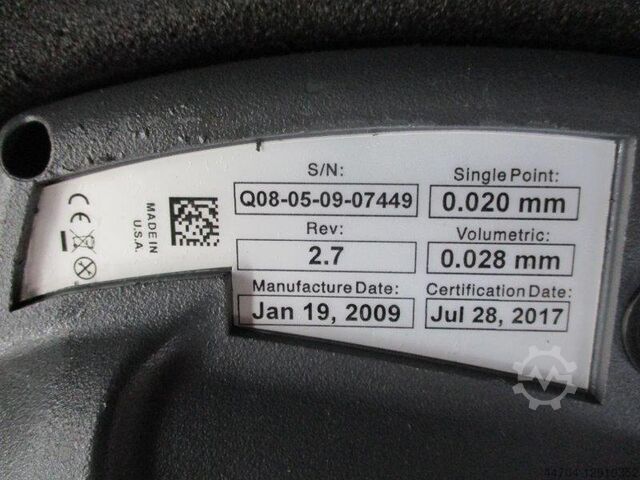 MADE IN
U.S.A.
S/N:
Q08-05-09-07449
Rev:
2.7
Manufacture Date:
Jan 19, 2009
Single Point:
0.020 mm
Volumetric:
0.028 mm
Certification Date:
Jul 28, 2017